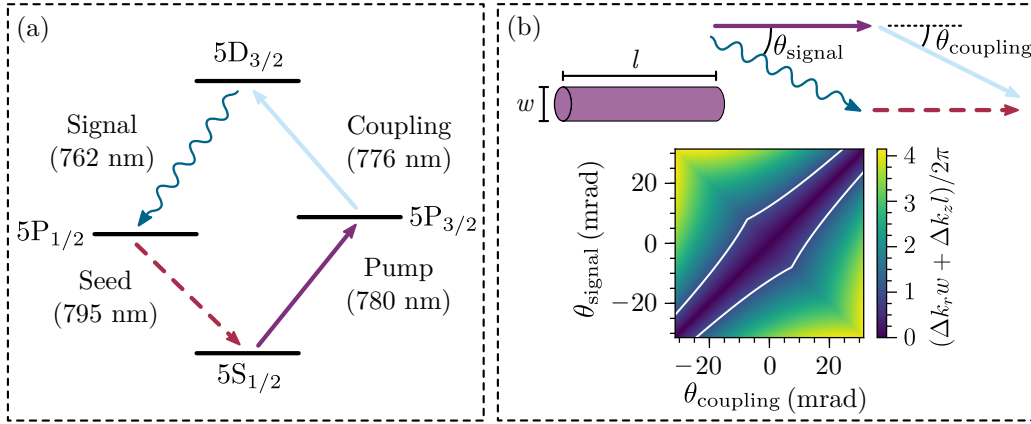 (a)
5D3/2
Signal
(762 nm)
Coupling
(776 nm)
5P1/2
5P3/2
Seed
(795 nm)
Pump
(780 nm)
5S1/2
(b)
θsignal
θcoupling
l
w
20
0
−20
θsignal (mrad)
−20
0
20
θcoupling (mrad)
4
3
2
1
0
(Δkrw + Δkzl)/2π